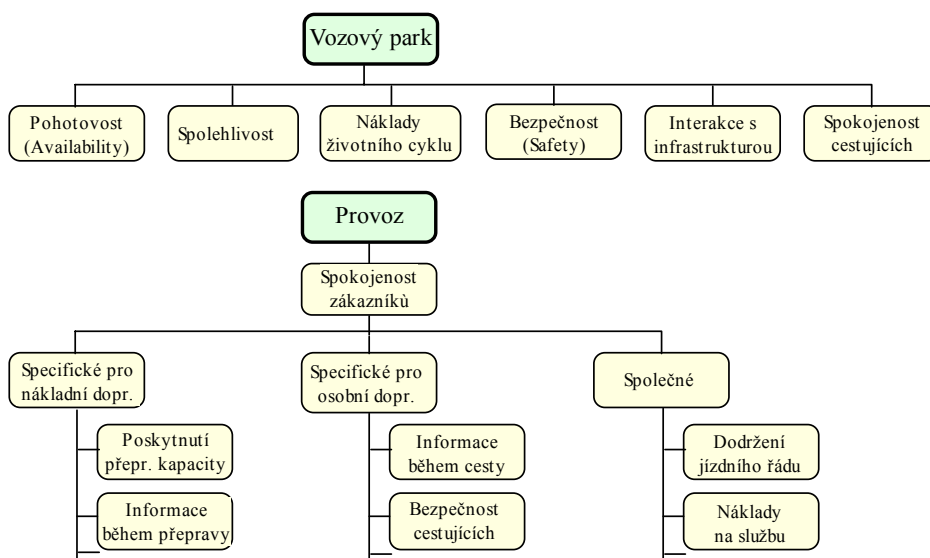 Vozový park
Pohotovost
(Availability)
Spolehlivost
Náklady
životního cyklu
Bezpečnost
(Safety)
Interakce s
infrastrukturou
Spokojenost
cestujících
Provoz
Spokojenost
zákazníků
Specifické pro
nákladní dopr.
Specifické pro
osobní dopr.
Společné
Poskytnutí
přepr. kapacity
Informace
během cesty
Dodržení
jízdního řádu
Informace
během přepravy
Bezpečnost
cestujících
Náklady
na službu